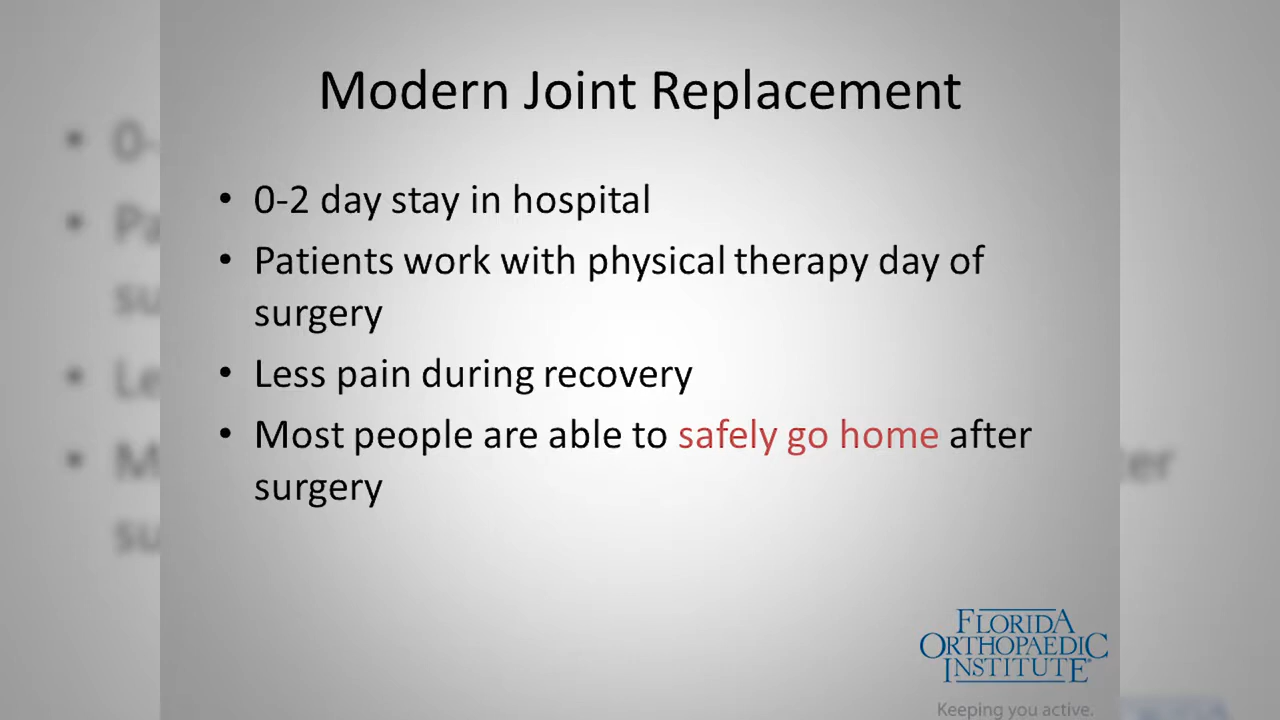 Modern Joint Replacement
• 0-2 day stay in hospital
• Patients work with physical therapy day of
surgery
• Less pain during recovery
• Most people are able to safely go home after
surgery
FLORIDA
ORTHOPAEDIC
INSTITUTE®
Keeping you active.